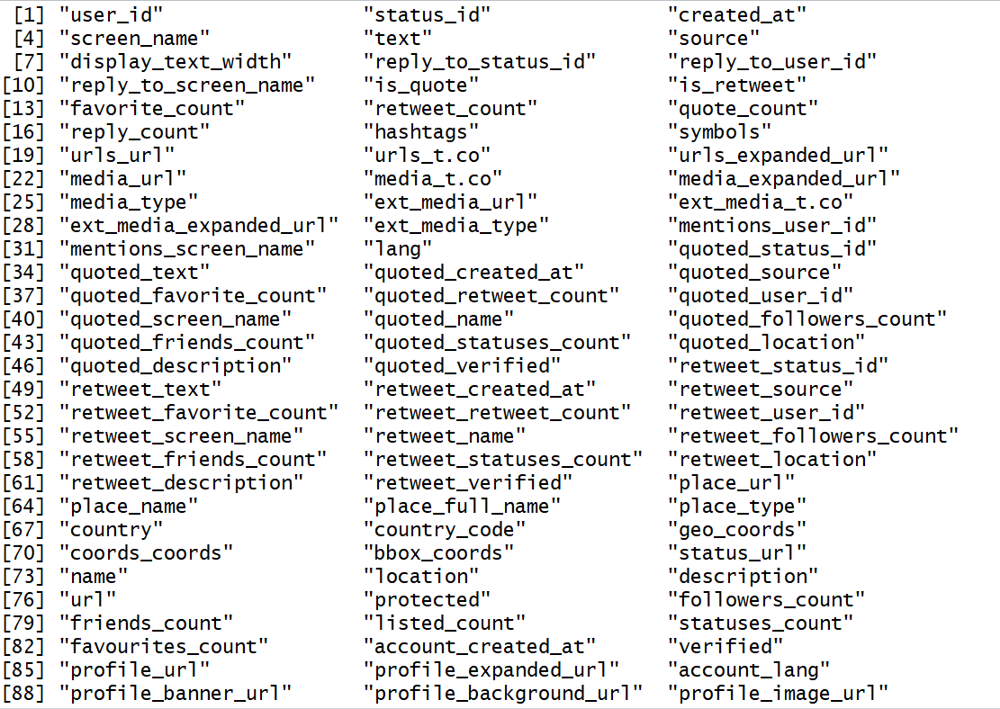 [1] "user_id" "status_id" "created_at"
[4] "screen_name" "text" "source"
[7] "display_text_width" "reply_to_status_id" "reply_to_user_id"
[10] "reply_to_screen_name" "is_quote" "is_retweet"
[13] "favorite_count" "retweet_count" "quote_count"
[16] "reply_count" "hashtags" "symbols"
[19] "urls_url" "urls_t.co" "urls_expanded_url"
[22] "media_url" "media_t.co" "media_expanded_url"
[25] "media_type" "ext_media_url" "ext_media_t.co"
[28] "ext_media_expanded_url" "ext_media_type" "mentions_user_id"
[31] "mentions_screen_name" "lang" "quoted_status_id"
[34] "quoted_text" "quoted_created_at" "quoted_source"
[37] "quoted_favorite_count" "quoted_retweet_count" "quoted_user_id"
[40] "quoted_screen_name" "quoted_name" "quoted_followers_count"
[43] "quoted_friends_count" "quoted_statuses_count" "quoted_location"
[46] "quoted_description" "quoted_verified" "retweet_status_id"
[49] "retweet_text" "retweet_created_at" "retweet_source"
[52] "retweet_favorite_count" "retweet_retweet_count" "retweet_user_id"
[55] "retweet_screen_name" "retweet_name" "retweet_followers_count"
[58] "retweet_friends_count" "retweet_statuses_count" "retweet_location"
[61] "retweet_description" "retweet_verified" "place_url"
[64] "place_name" "place_full_name" "place_type"
[67] "country" "country_code" "geo_coords"
[70] "coords_coords" "bbox_coords" "status_url"
[73] "name" "location" "description"
[76] "url" "protected" "followers_count"
[79] "friends_count" "listed_count" "statuses_count"
[82] "favourites_count" "account_created_at" "verified"
[85] "profile_url" "profile_expanded_url" "account_lang"
[88] "profile_banner_url" "profile_background_url" "profile_image_url"